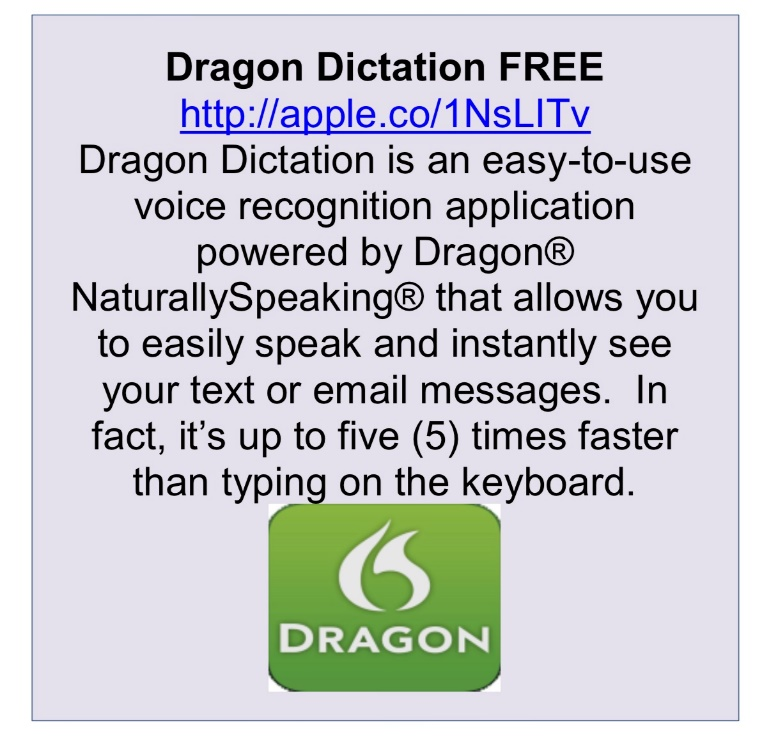 Dragon Dictation FREE
http://apple.co/1NsLITv
Dragon Dictation is an easy-to-use
voice recognition application
powered by Dragon®
NaturallySpeaking® that allows you
to easily speak and instantly see
your text or email messages.  In
fact, it’s up to five (5) times faster
than typing on the keyboard.
DRAGON